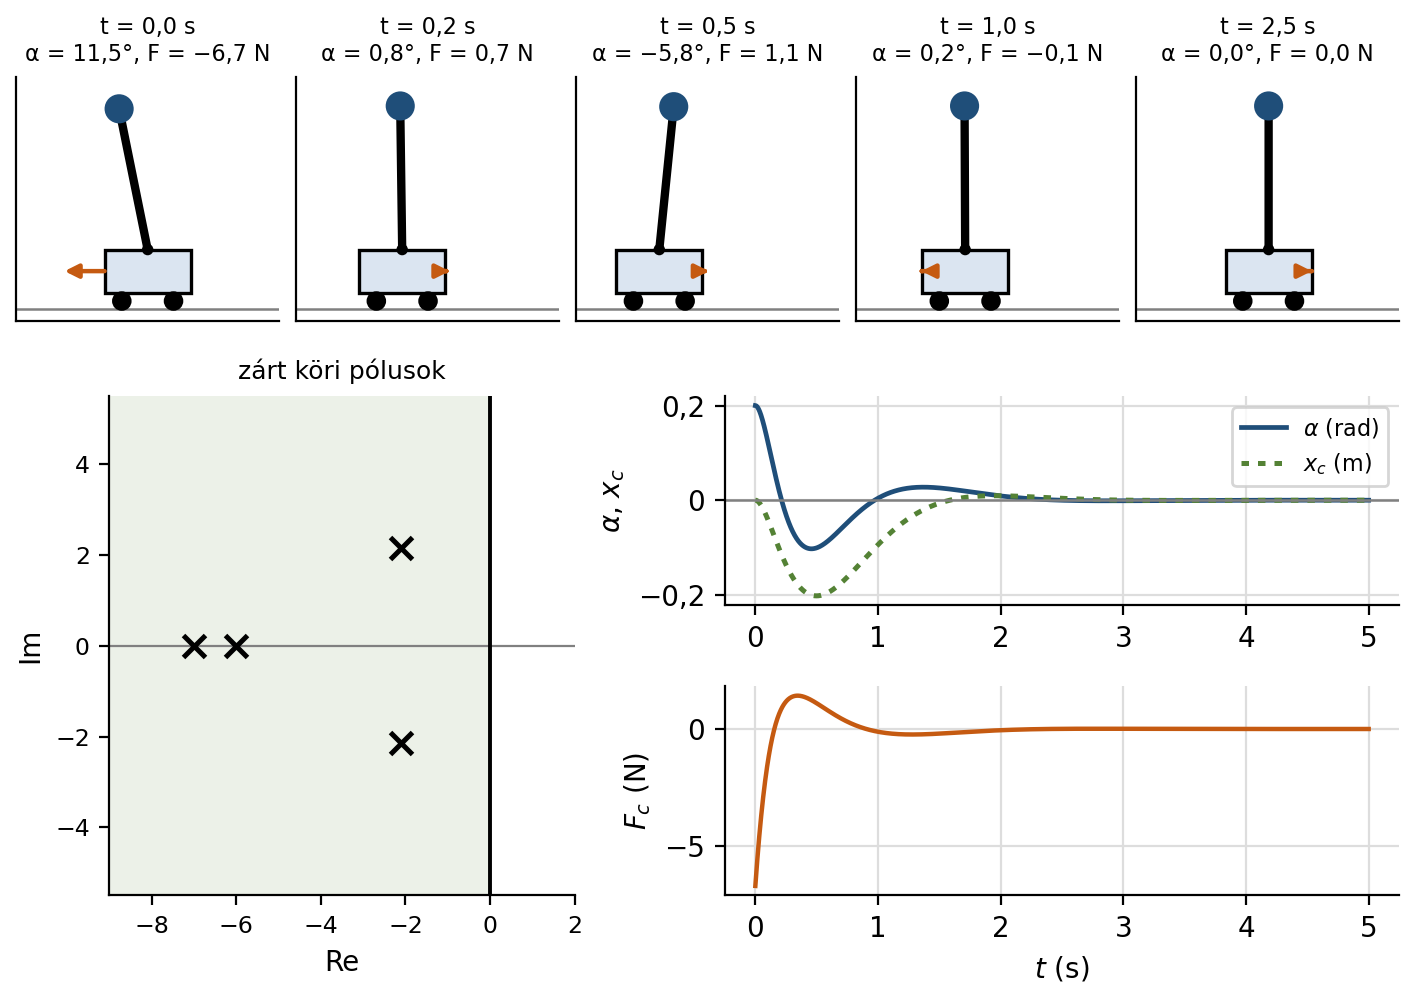 t = 0,0 s
α = 11,5°, F = −6,7 N
t = 0,2 s
α = 0,8°, F = 0,7 N
t = 0,5 s
α = −5,8°, F = 1,1 N
t = 1,0 s
α = 0,2°, F = −0,1 N
t = 2,5 s
α = 0,0°, F = 0,0 N
zárt köri pólusok
4
2
0
−2
−4
Im
−8
−6
−4
−2
0
2
Re
0,2
0
−0,2
α, x_c
α (rad)
x_c (m)
0
1
2
3
4
5
0
−5
F_c (N)
0
1
2
3
4
5
t (s)